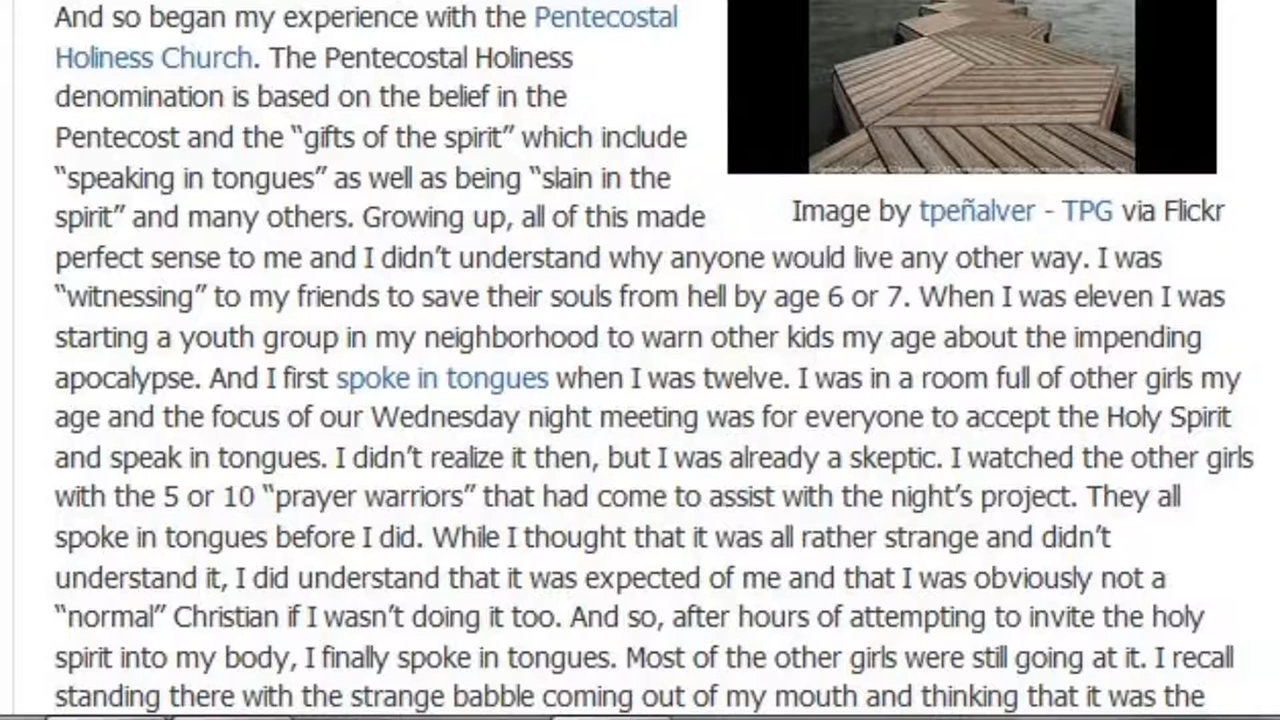 And so began my experience with the Pentecostal
Holiness Church. The Pentecostal Holiness
denomination is based on the belief in the
Pentecost and the “gifts of the spirit” which include
“speaking in tongues” as well as being “slain in the
spirit” and many others. Growing up, all of this made
Image by tpeñalver - TPG via Flickr
perfect sense to me and I didn’t understand why anyone would live any other way. I was
“witnessing” to my friends to save their souls from hell by age 6 or 7. When I was eleven I was
starting a youth group in my neighborhood to warn other kids my age about the impending
apocalypse. And I first spoke in tongues when I was twelve. I was in a room full of other girls my
age and the focus of our Wednesday night meeting was for everyone to accept the Holy Spirit
and speak in tongues. I didn’t realize it then, but I was already a skeptic. I watched the other girls
with the 5 or 10 “prayer warriors” that had come to assist with the night’s project. They all
spoke in tongues before I did. While I thought that it was all rather strange and didn’t
understand it, I did understand that it was expected of me and that I was obviously not a
“normal” Christian if I wasn’t doing it too. And so, after hours of attempting to invite the holy
spirit into my body, I finally spoke in tongues. Most of the other girls were still going at it. I recall
standing there with the strange babble coming out of my mouth and thinking that it was the